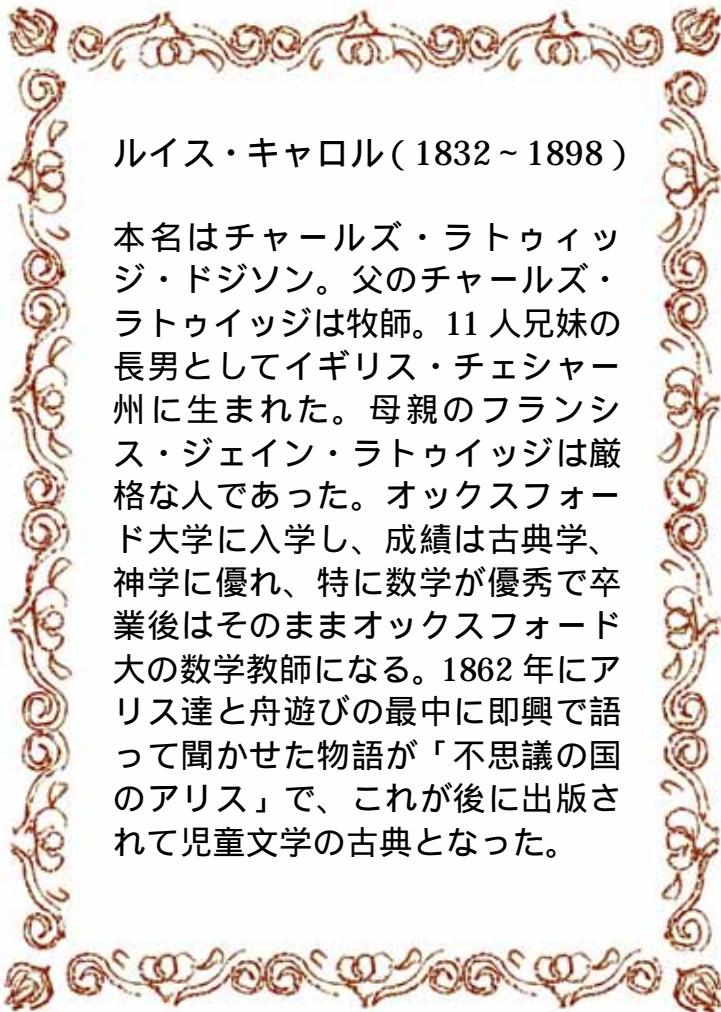 ルイス・キャロル(1832~1898)
本名はチャールズ・ラトゥィッ
ジ・ドジソン。父のチャールズ・
ラトゥイッジは牧師。11人兄妹の
長男としてイギリス・チェシャー
州に生まれた。母親のフランシ
ス・ジェイン・ラトゥイッジは厳
格な人であった。オックスフォー
ド大学に入学し、成績は古典学、
神学に優れ、特に数学が優秀で卒
業後はそのままオックスフォード
大の数学教師になる。1862年にア
リス達と舟遊びの最中に即興で語
って聞かせた物語が「不思議の国
のアリス」で、これが後に出版さ
れて児童文学の古典となった。